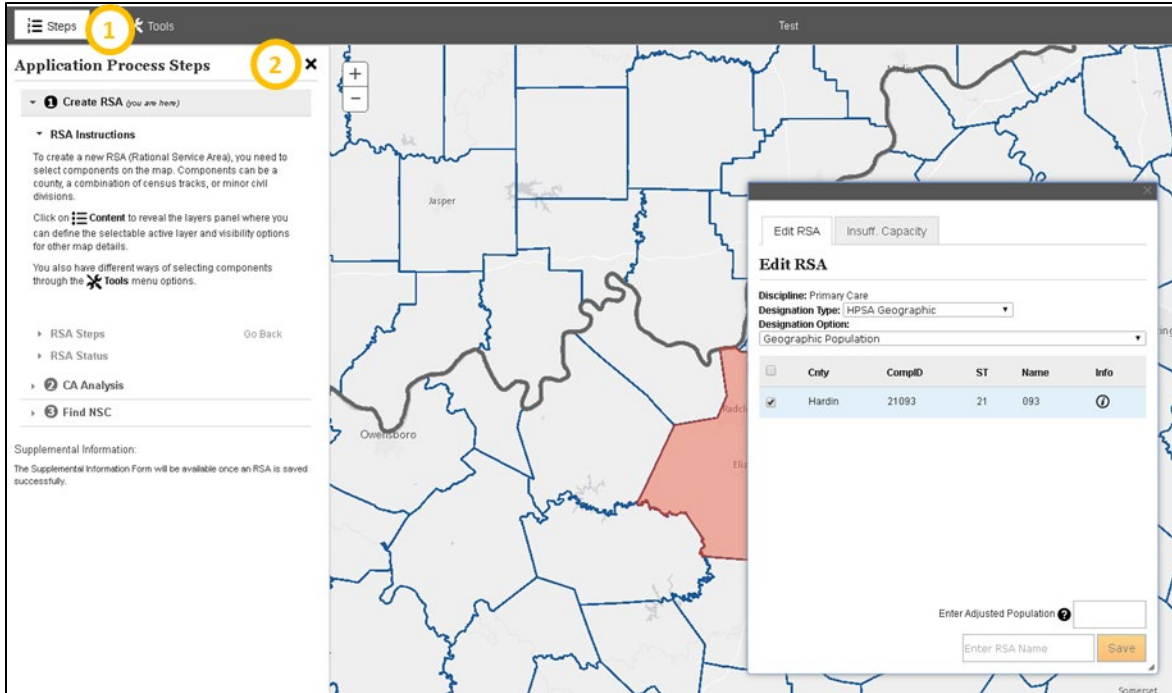 Steps
1
Tools
Test
Application Process Steps
2
1 Create RSA (you are here)
RSA Instructions
To create a new RSA (Rational Service Area), you need to
select components on the map. Components can be a
county, a combination of census tracks, or minor civil
divisions.
Click on Content to reveal the layers panel where you
can define the selectable active layer and visibility options
for other map details.
You also have different ways of selecting components
through the Tools menu options.
RSA Steps Go Back
RSA Status
2 CA Analysis
3 Find NSC
Supplemental Information:
The Supplemental Information Form will be available once an RSA is saved
successfully.
+
−
Jasper
Owensboro
Edit RSA Insuff. Capacity
Edit RSA
Discipline: Primary Care
Designation Type: HPSA Geographic
Designation Option:
Geographic Population
Cnty CompID ST Name Info
Hardin 21093 21 093 i
Enter Adjusted Population ?
Enter RSA Name Save
Somerset